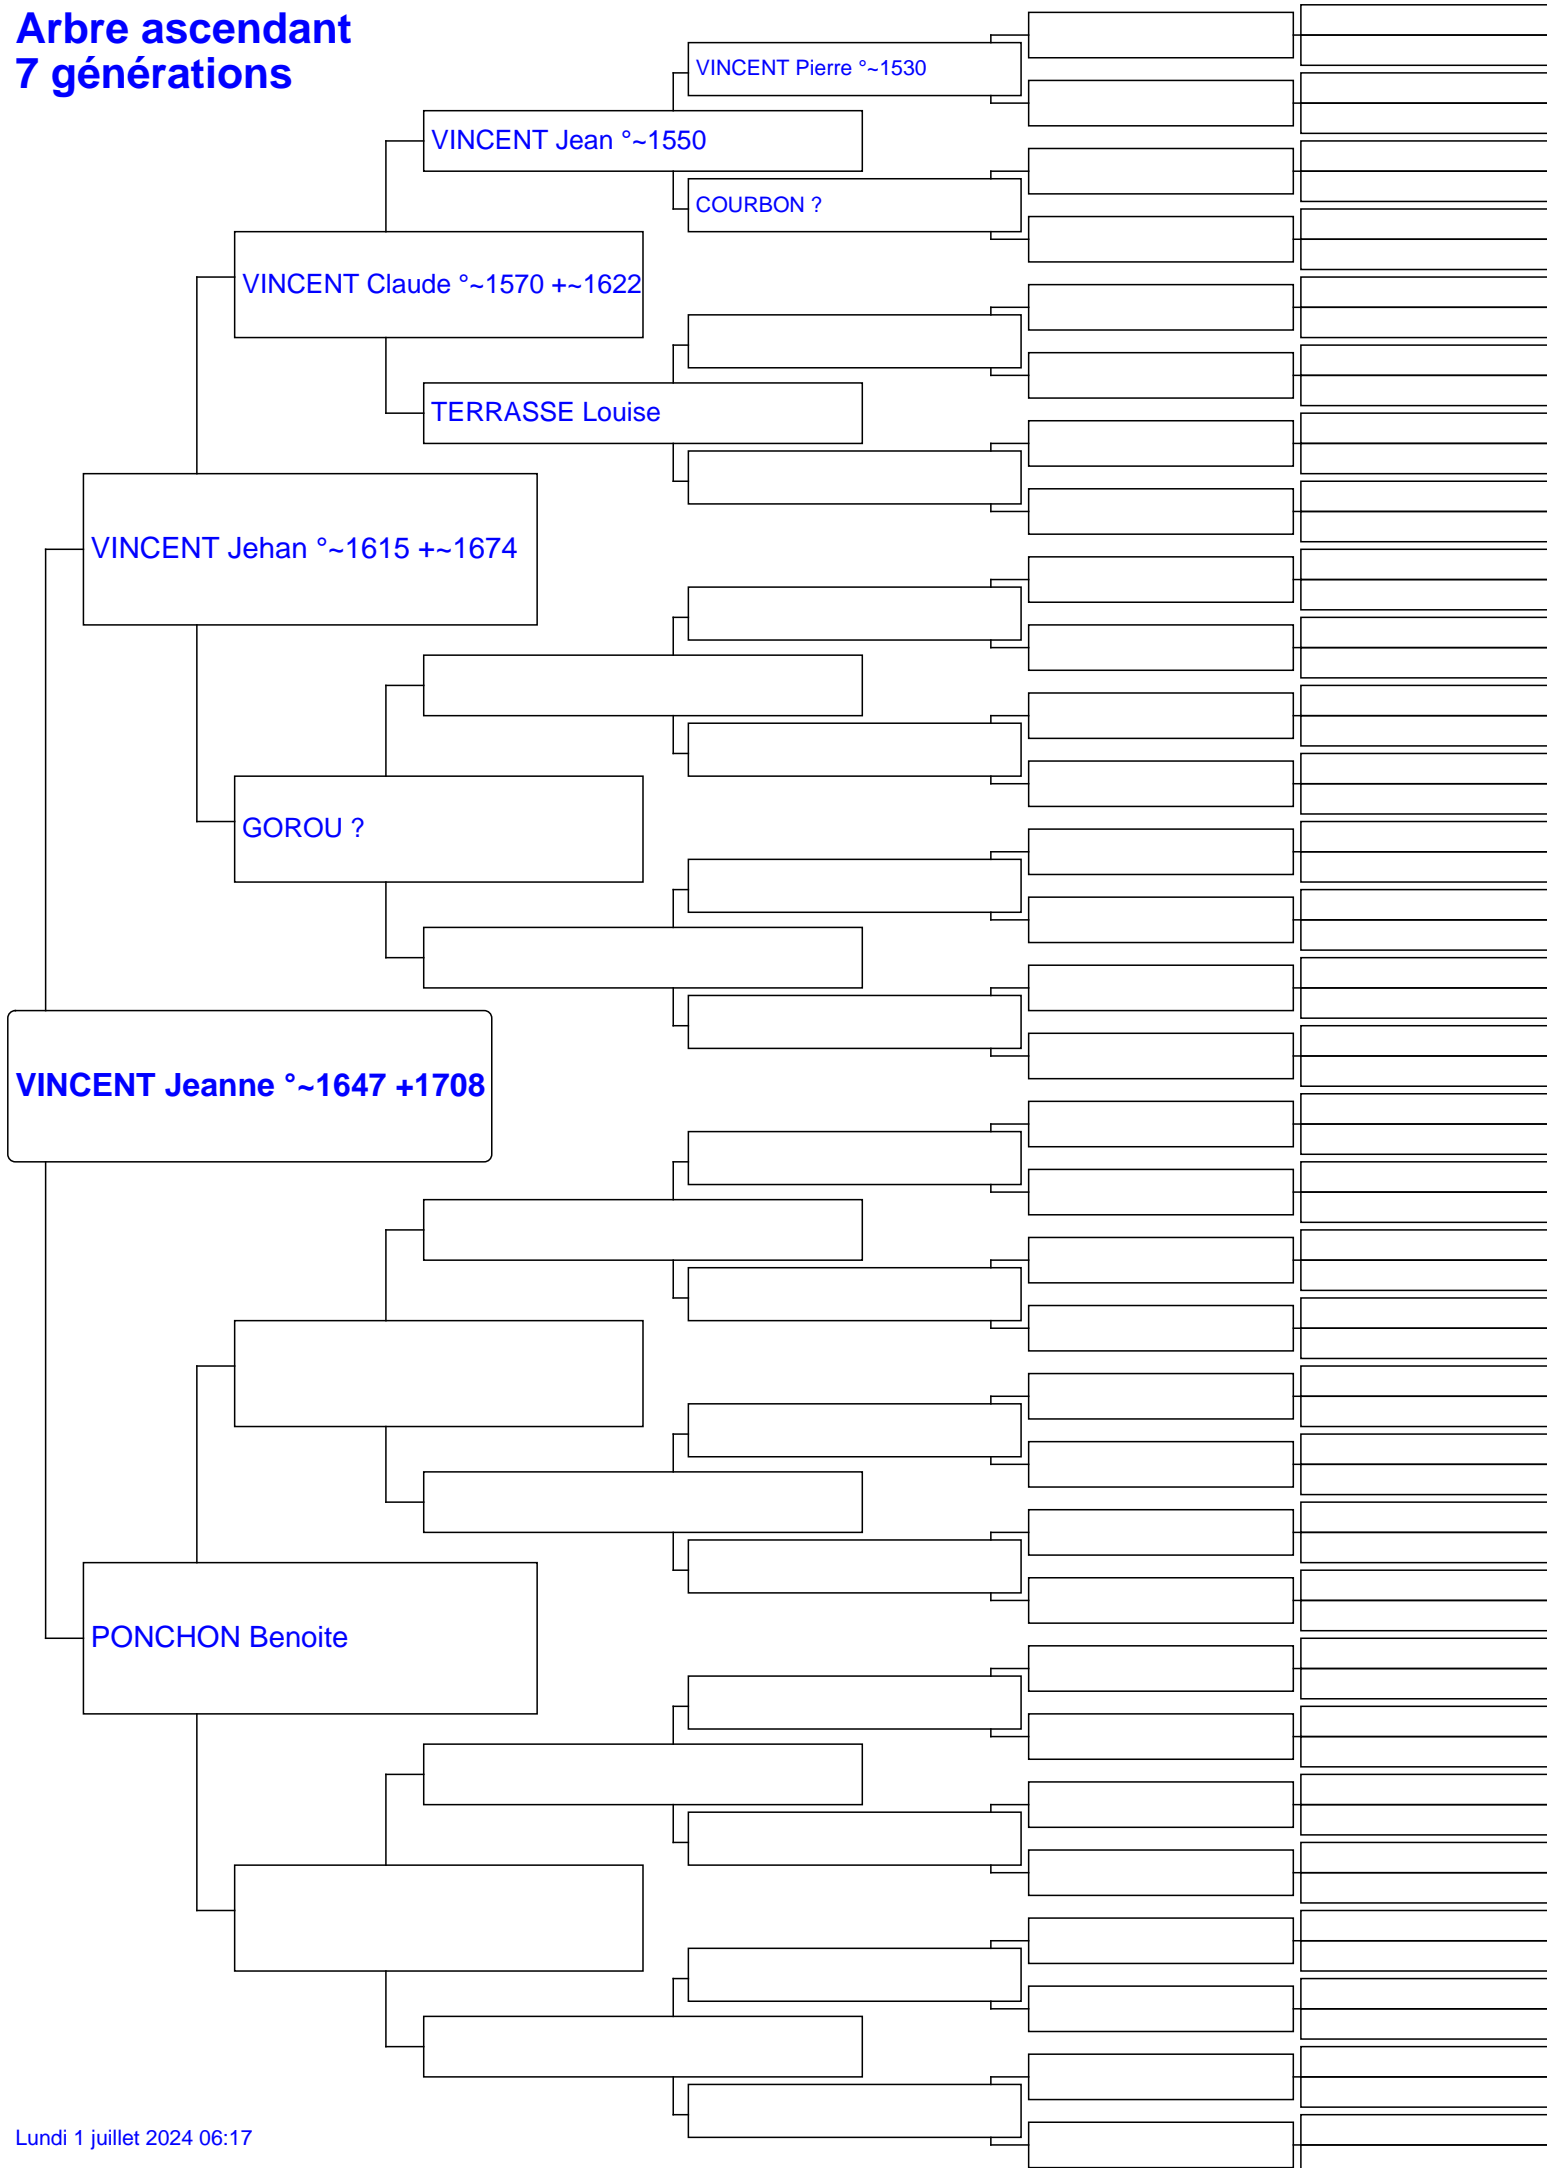 Arbre ascendant
7 générations
VINCENT Pierre °~1530
VINCENT Jean °~1550
COURBON ?
VINCENT Claude °~1570 +~1622
TERRASSE Louise
VINCENT Jehan °~1615 +~1674
GOROU ?
VINCENT Jeanne °~1647 +1708
PONCHON Benoite
Lundi 1 juillet 2024 06:17